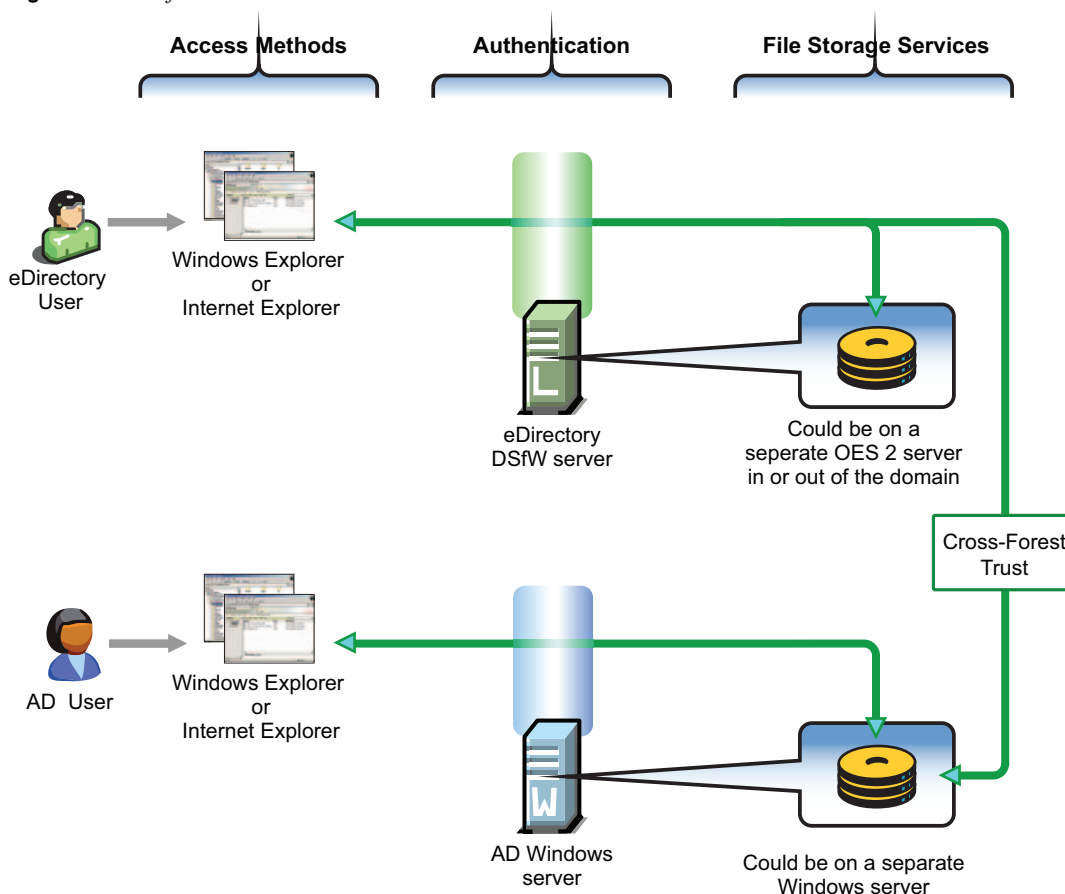 Access Methods
Authentication
File Storage Services
eDirectory
User
Windows Explorer
or
Internet Explorer
eDirectory
DSfW server
L
Could be on a
seperate OES 2 server
in or out of the domain
Cross-Forest
Trust
AD User
Windows Explorer
or
Internet Explorer
AD Windows
server
W
Could be on a separate
Windows server